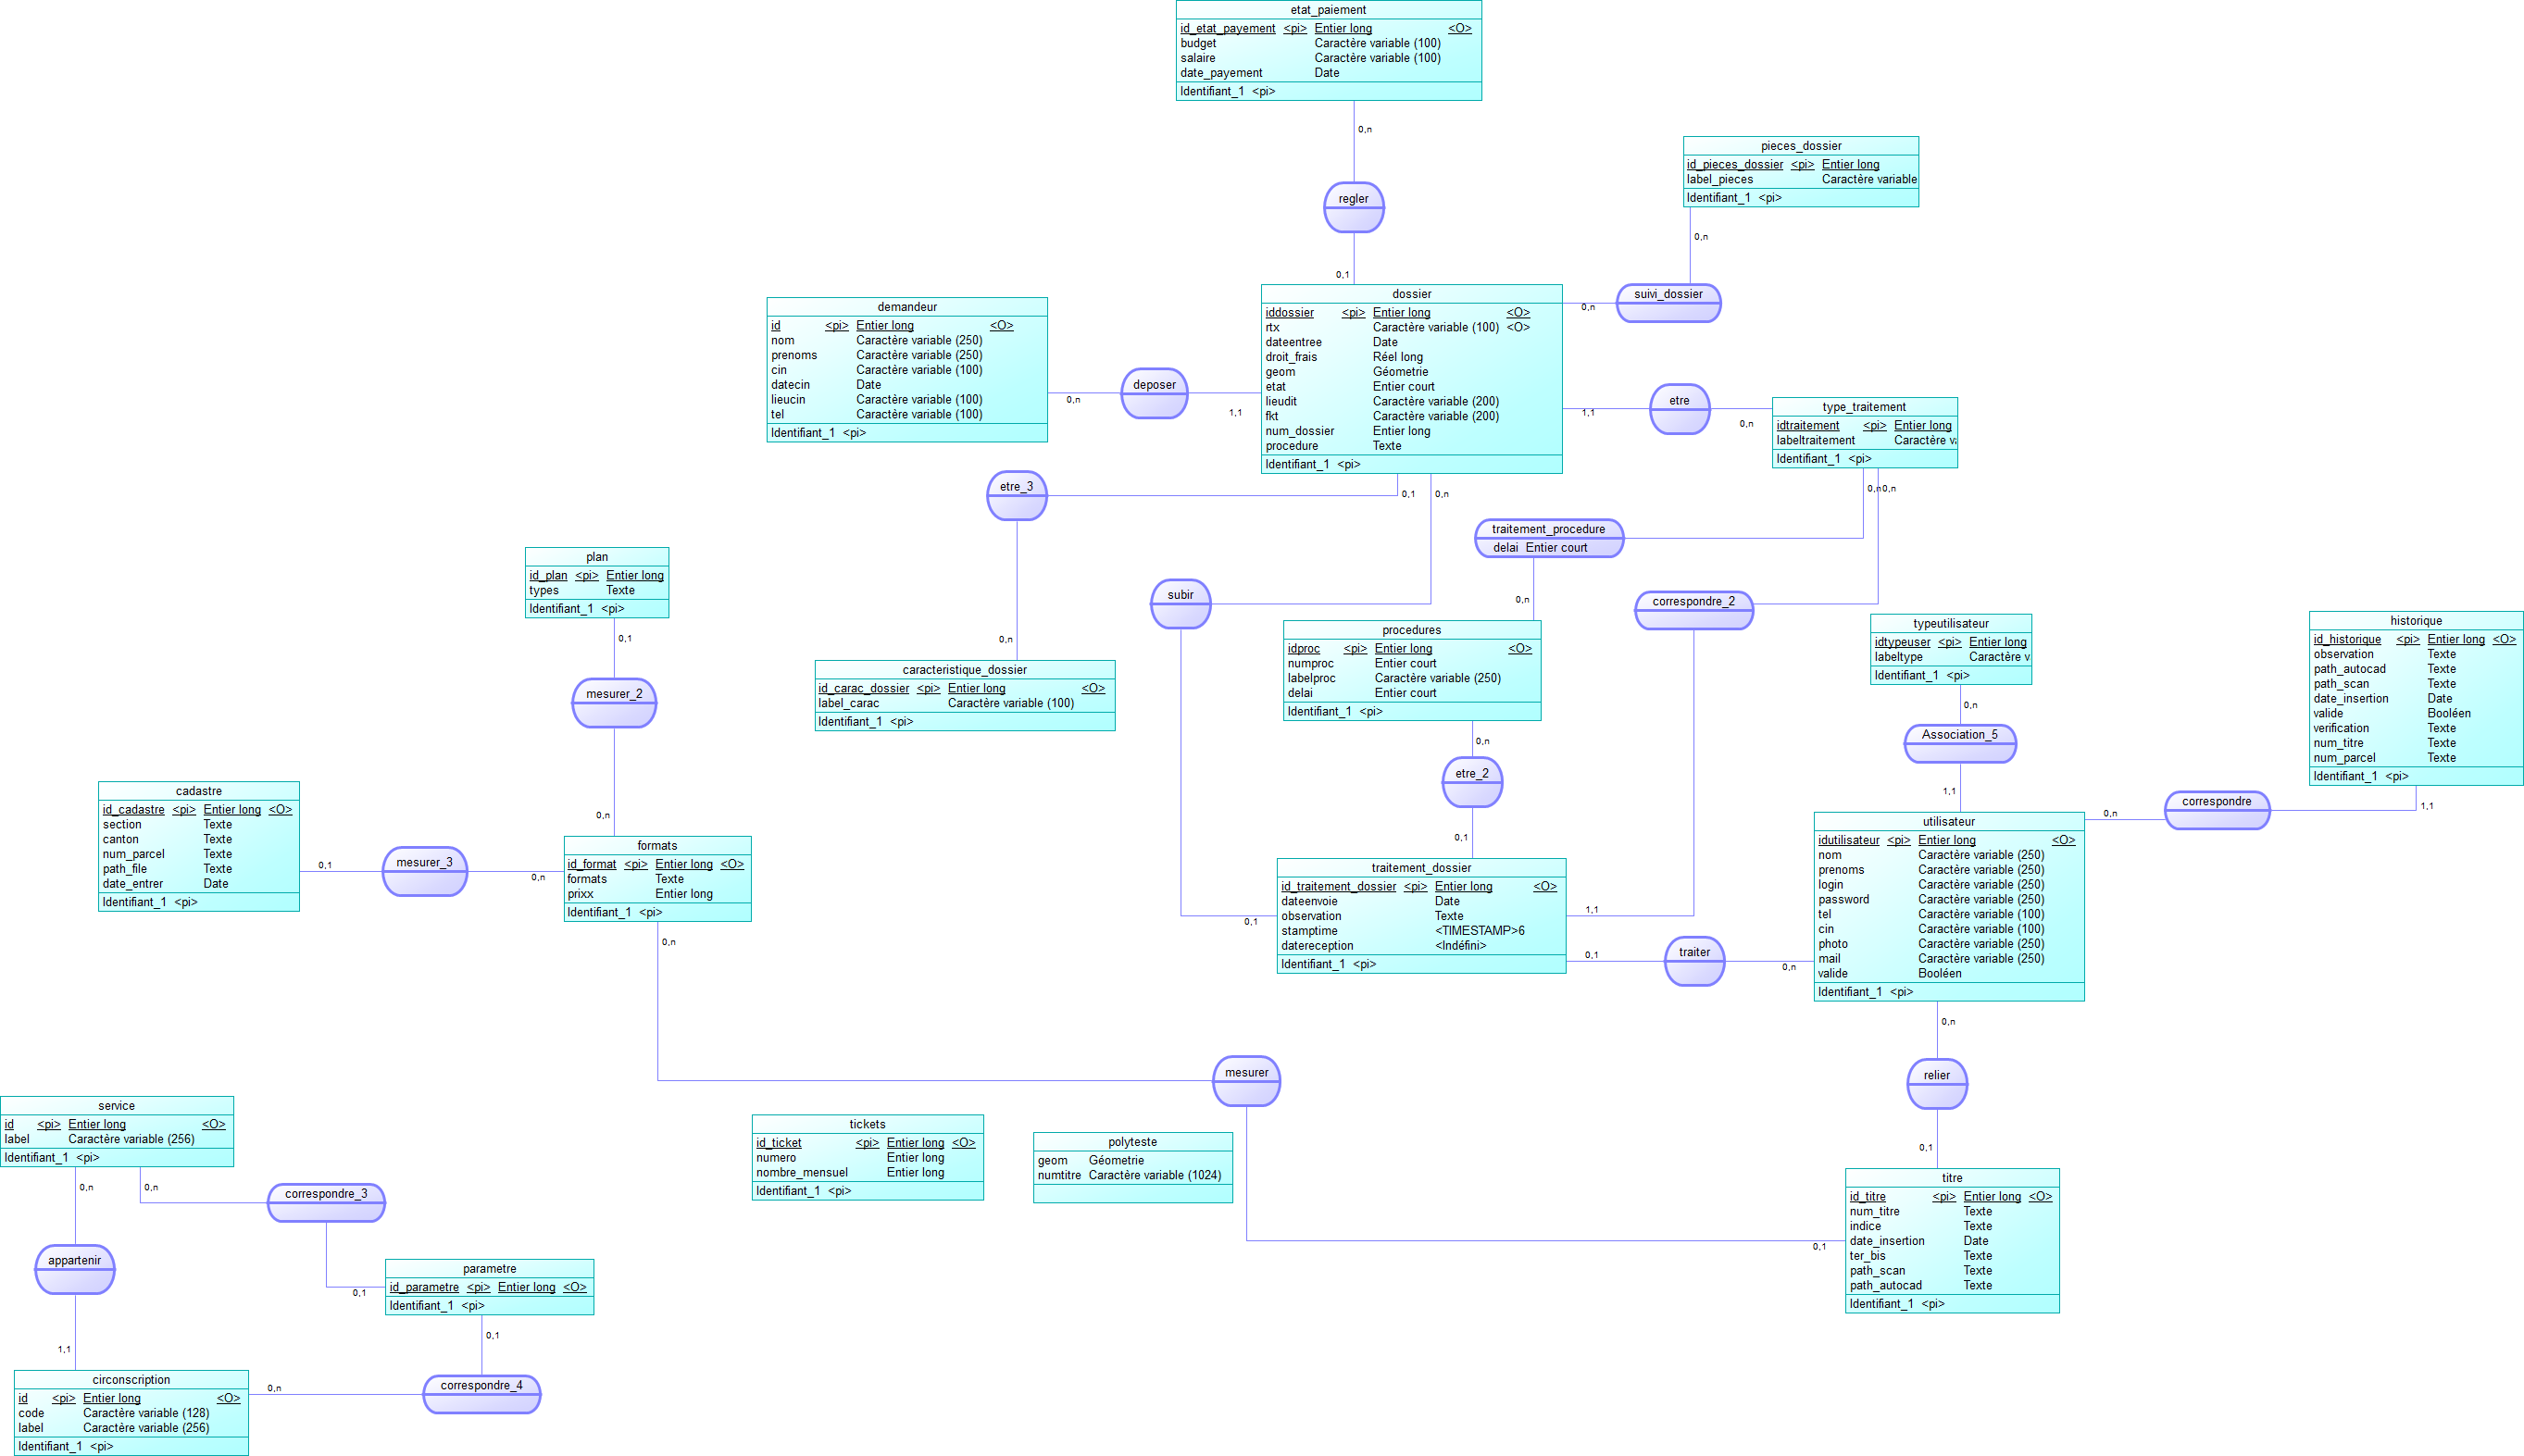 etat_paiement
id_etat_payement <pi> Entier long <O>
budget Caractère variable (100)
salaire Caractère variable (100)
date_payement Date
Identifiant_1 <pi>
0,n
regler
0,1
pieces_dossier
id_pieces_dossier <pi> Entier long
label_pieces Caractère variable
Identifiant_1 <pi>
0,n
suivi_dossier
0,n
demandeur
id <pi> Entier long <O>
nom Caractère variable (250)
prenoms Caractère variable (250)
cin Caractère variable (100)
datecin Date
lieucin Caractère variable (100)
tel Caractère variable (100)
Identifiant_1 <pi>
0,n
deposer
1,1
dossier
iddossier <pi> Entier long <O>
rtx Caractère variable (100) <O>
dateentree Date
droit_frais Réel long
geom Géometrie
etat Entier court
lieudit Caractère variable (200)
fkt Caractère variable (200)
num_dossier Entier long
procedure Texte
Identifiant_1 <pi>
1,1
etre
0,n
type_traitement
idtraitement <pi> Entier long
labeltraitement Caractère va
Identifiant_1 <pi>
0,n
0,n
0,1
0,n
etre_3
0,n
traitement_procedure
delai Entier court
0,n
subir
correspondre_2
plan
id_plan <pi> Entier long
types Texte
Identifiant_1 <pi>
0,1
mesurer_2
0,n
caracteristique_dossier
id_carac_dossier <pi> Entier long <O>
label_carac Caractère variable (100)
Identifiant_1 <pi>
procedures
idproc <pi> Entier long <O>
numproc Entier court
labelproc Caractère variable (250)
delai Entier court
Identifiant_1 <pi>
0,n
etre_2
0,1
typeutilisateur
idtypeuser <pi> Entier long
labeltype Caractère v
Identifiant_1 <pi>
0,n
Association_5
1,1
historique
id_historique <pi> Entier long <O>
observation Texte
path_autocad Texte
path_scan Texte
date_insertion Date
valide Booléen
verification Texte
num_titre Texte
num_parcel Texte
Identifiant_1 <pi>
1,1
correspondre
0,n
cadastre
id_cadastre <pi> Entier long <O>
section Texte
canton Texte
num_parcel Texte
path_file Texte
date_entrer Date
Identifiant_1 <pi>
0,1
mesurer_3
0,n
formats
id_format <pi> Entier long <O>
formats Texte
prixx Entier long
Identifiant_1 <pi>
0,n
traitement_dossier
id_traitement_dossier <pi> Entier long <O>
dateenvoie Date
observation Texte
stamptime <TIMESTAMP>6
datereception <Indéfini>
Identifiant_1 <pi>
0,1
1,1
0,1
traiter
0,n
utilisateur
idutilisateur <pi> Entier long <O>
nom Caractère variable (250)
prenoms Caractère variable (250)
login Caractère variable (250)
password Caractère variable (250)
tel Caractère variable (100)
cin Caractère variable (100)
photo Caractère variable (250)
mail Caractère variable (250)
valide Booléen
Identifiant_1 <pi>
0,n
relier
0,1
mesurer
0,1
titre
id_titre <pi> Entier long <O>
num_titre Texte
indice Texte
date_insertion Date
ter_bis Texte
path_scan Texte
path_autocad Texte
Identifiant_1 <pi>
tickets
id_ticket <pi> Entier long <O>
numero Entier long
nombre_mensuel Entier long
Identifiant_1 <pi>
polyteste
geom Géometrie
numtitre Caractère variable (1024)
service
id <pi> Entier long <O>
label Caractère variable (256)
Identifiant_1 <pi>
0,n
0,n
correspondre_3
0,1
appartenir
1,1
parametre
id_parametre <pi> Entier long <O>
Identifiant_1 <pi>
0,1
correspondre_4
0,n
circonscription
id <pi> Entier long <O>
code Caractère variable (128)
label Caractère variable (256)
Identifiant_1 <pi>